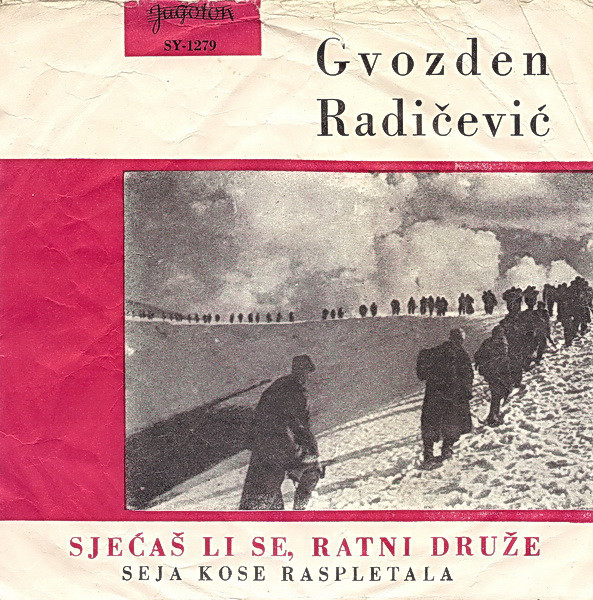 Jugoton
SY-1279
Gvozden
Radičević
SJEĆAŠ LI SE, RATNI DRUŽE
SEJA KOSE RASPLETALA